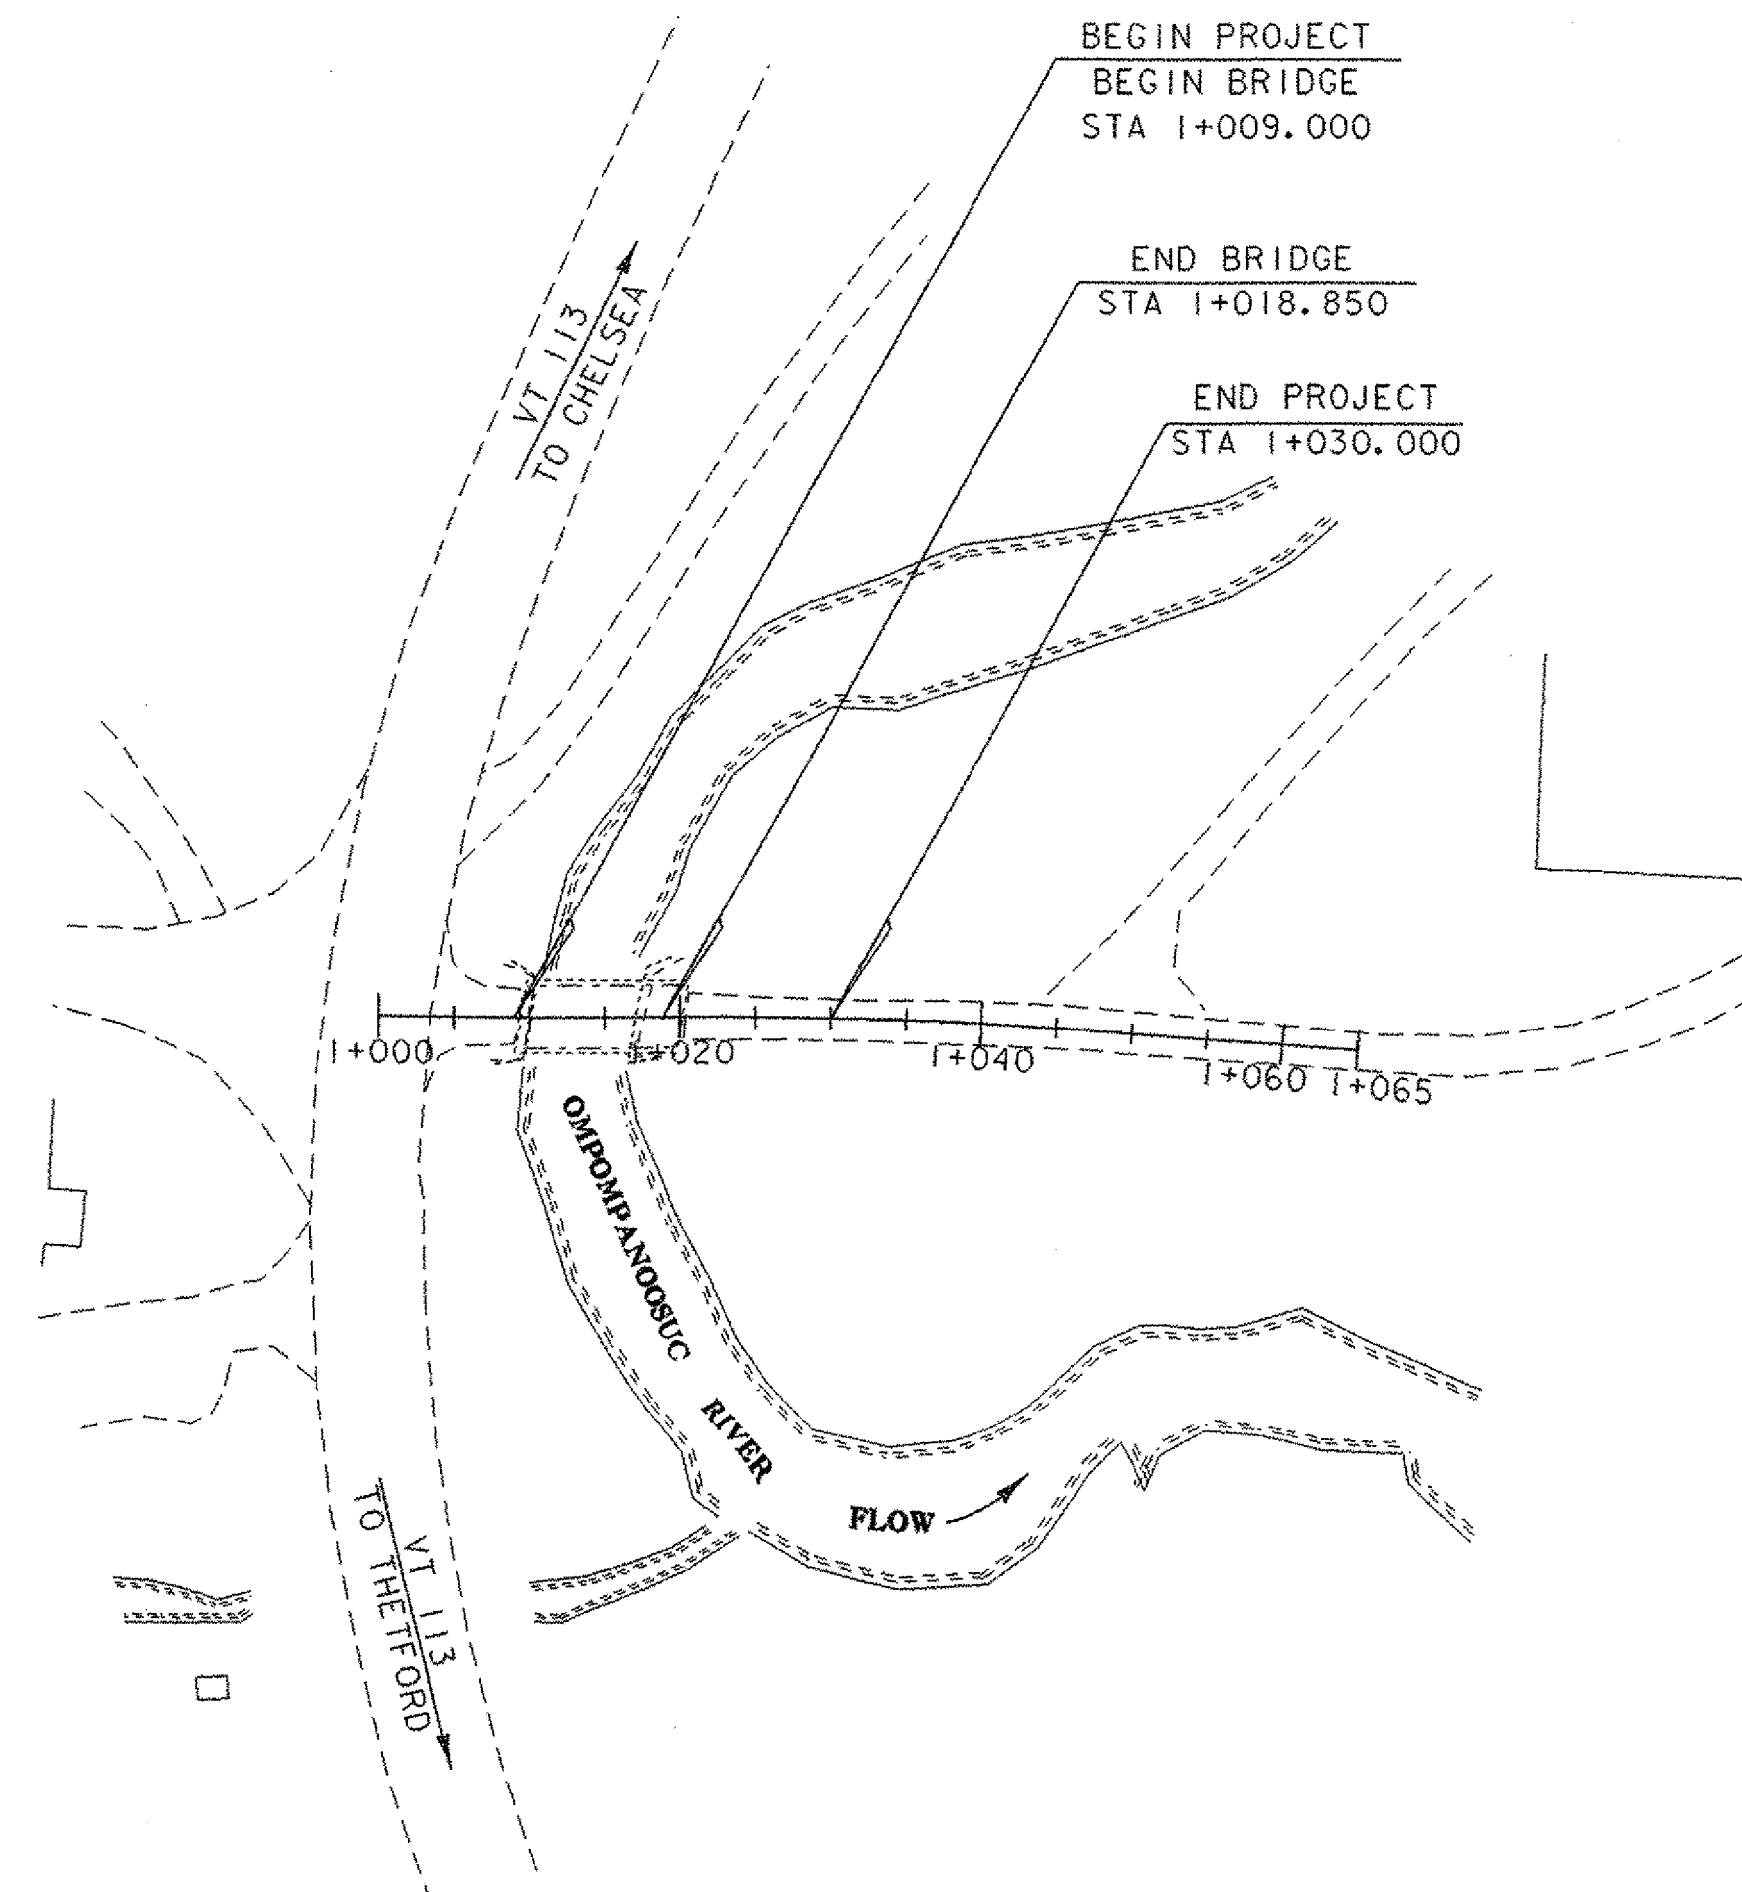 BEGIN PROJECT
BEGIN BRIDGE
STA 1+009.000
END BRIDGE
STA 1+018.850
END PROJECT
STA 1+030.000
VT 113
TO CHELSEA
1+000
1+020
1+040
1+060
1+065
OMPOMPANOOSUC
RIVER
FLOW
VT 113
TO THETFORD